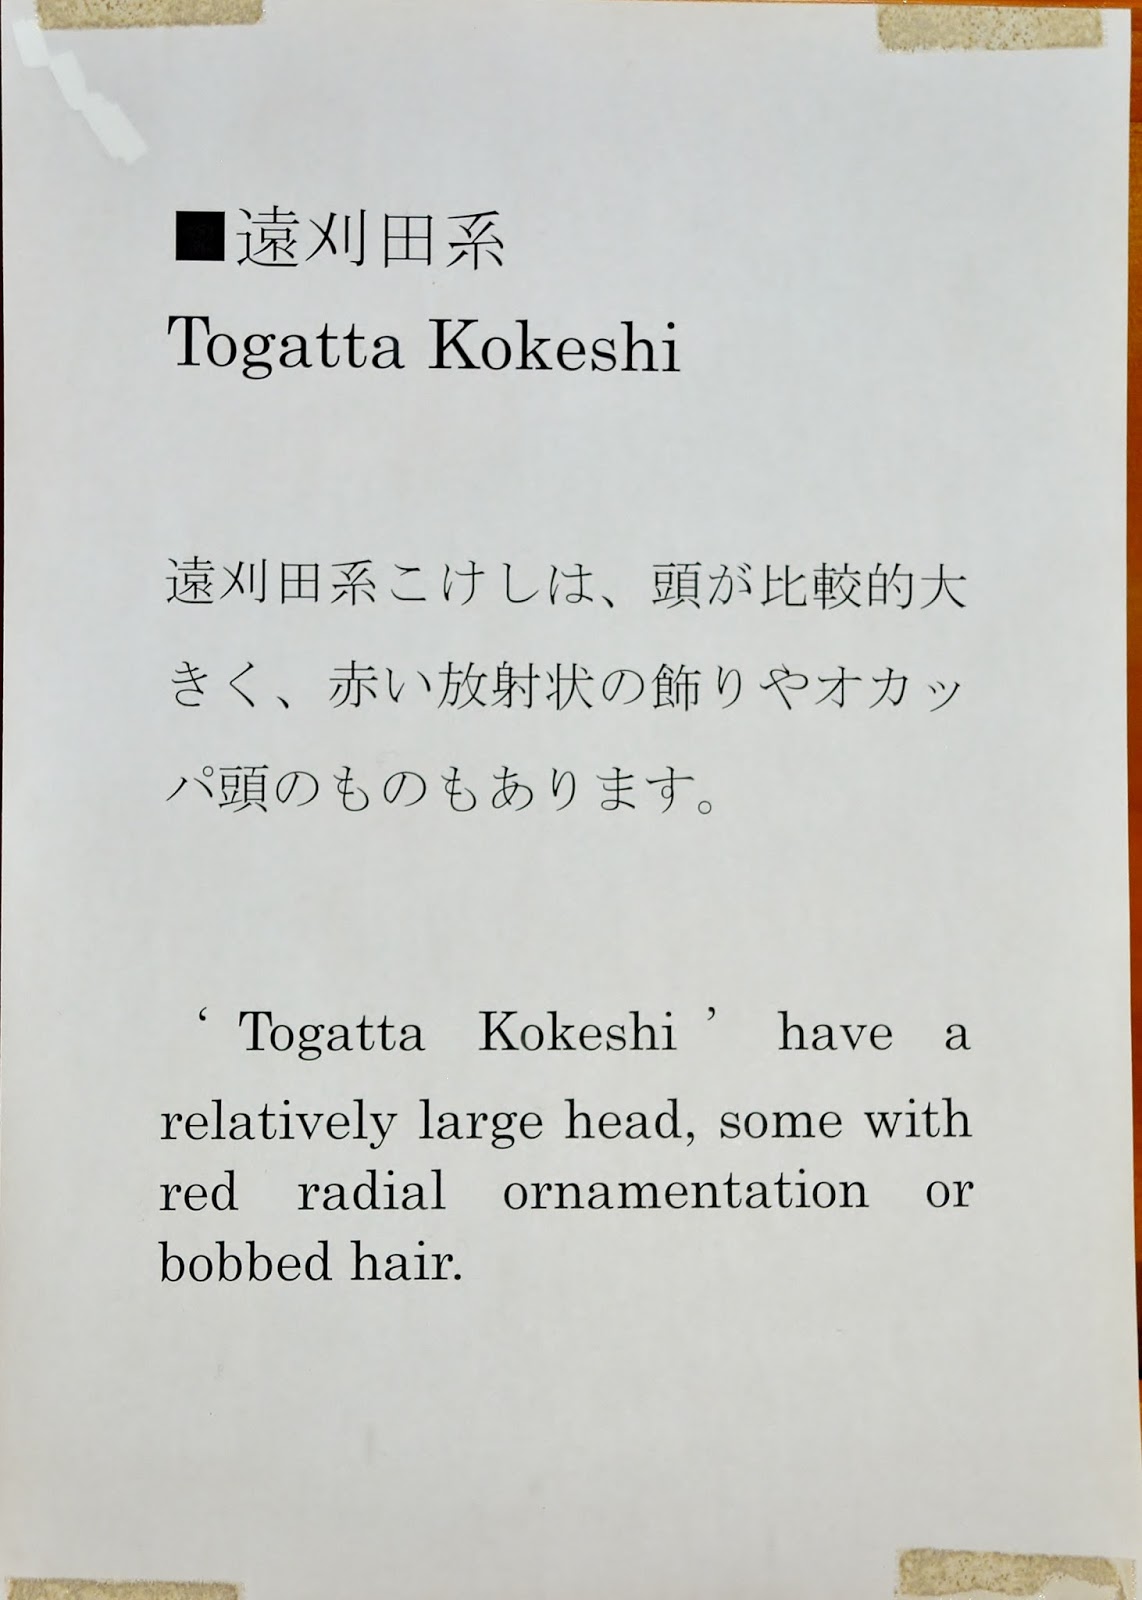 ■遠刈田系
Togatta Kokeshi
遠刈田系こけしは、頭が比較的大
きく、赤い放射状の飾りやオカッ
パ頭のものもあります。
‘Togatta Kokeshi’ have a
relatively large head, some with
red radial ornamentation or
bobbed hair.